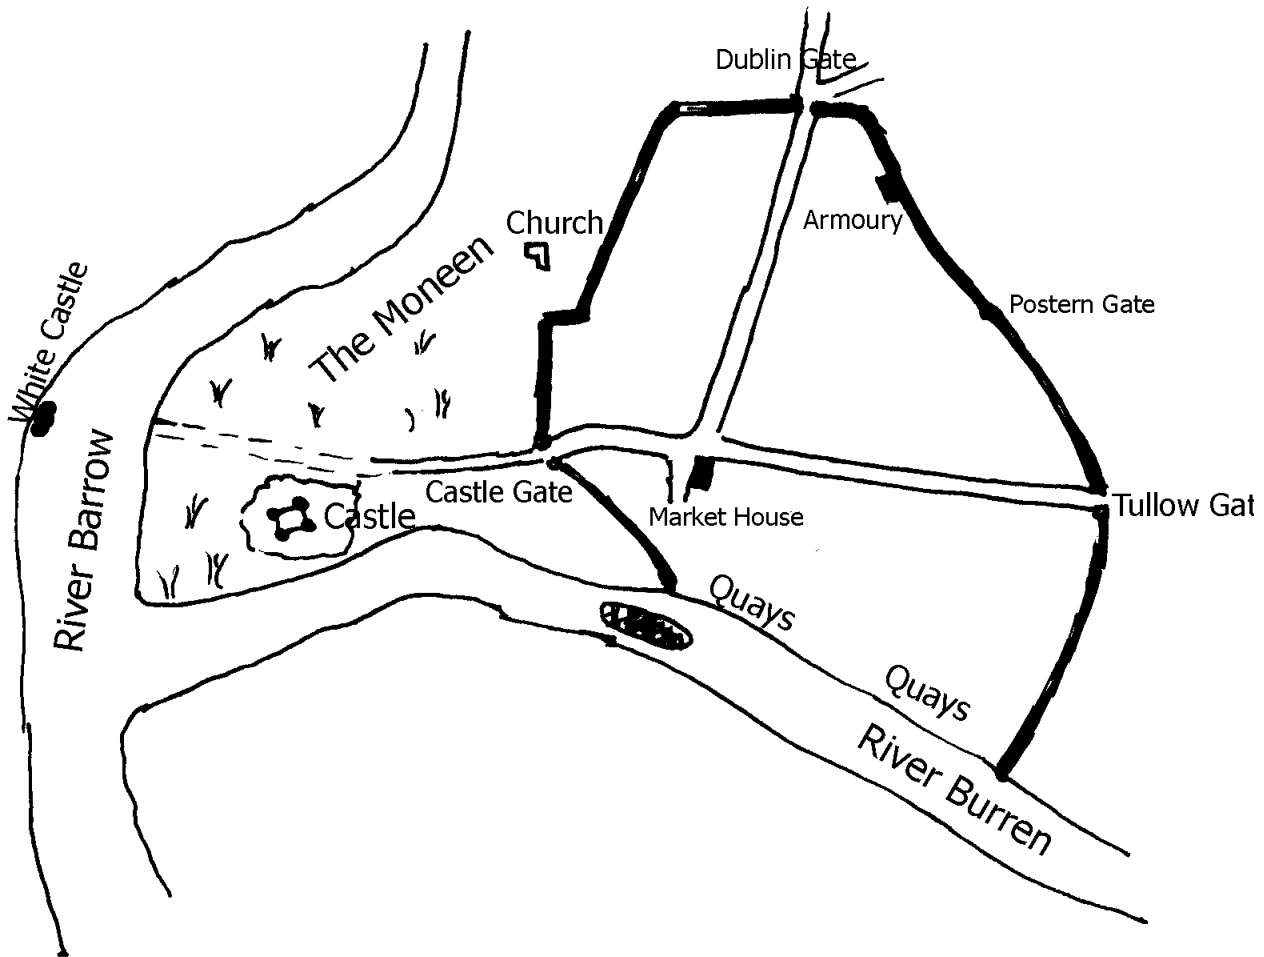 Dublin Gate
Church
Armoury
The Moneen
White Castle
Postern Gate
River Barrow
Castle Gate
Castle
Market House
Tullow Gat
Quays
Quays
River Burren